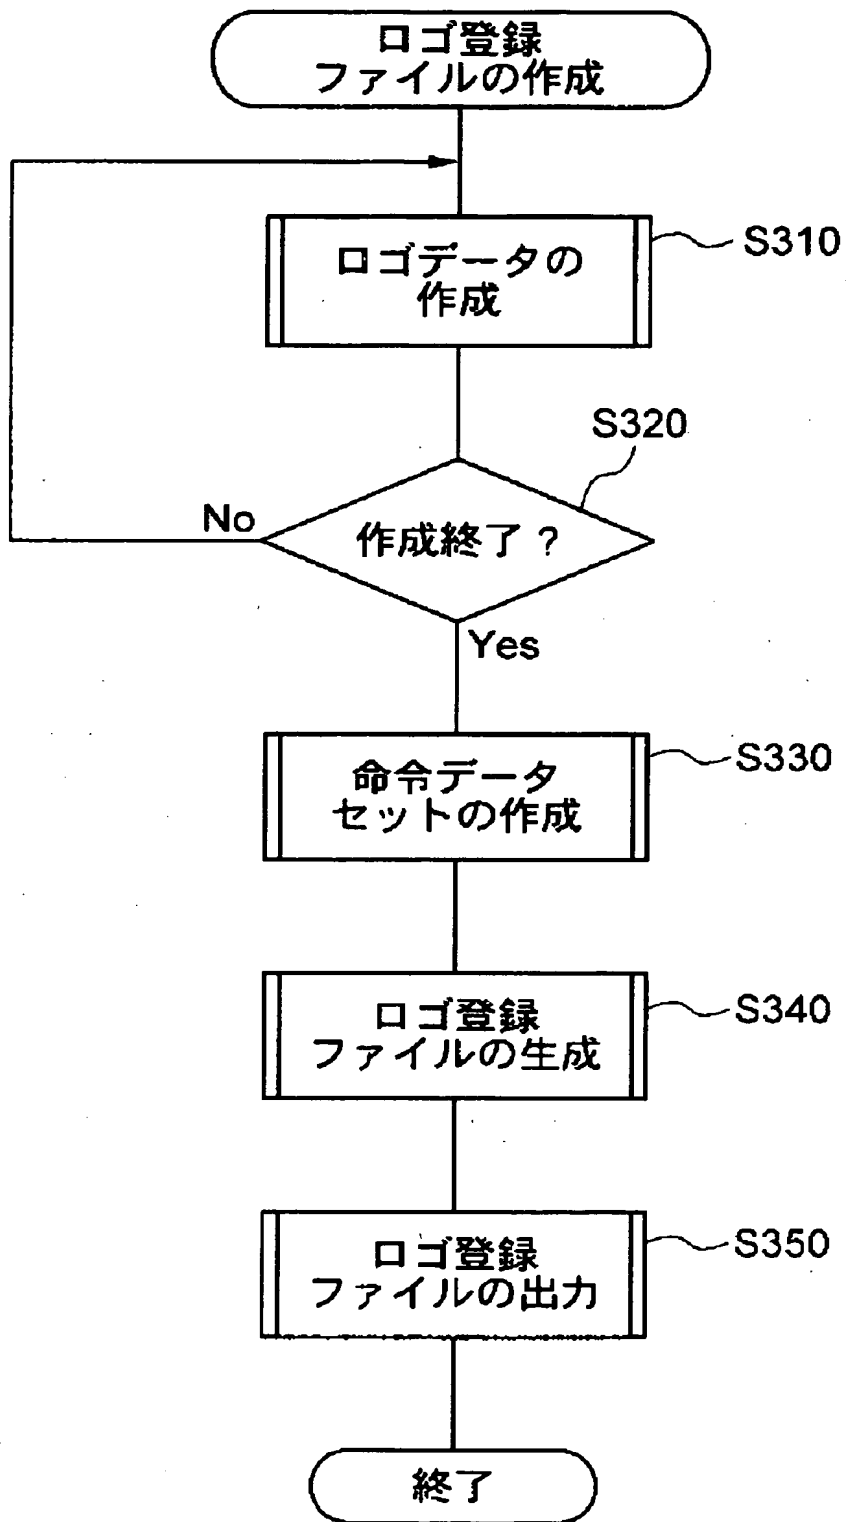 ロゴ登録
ファイルの作成
ロゴデータの
作成
S310
S320
作成終了？
No
Yes
命令データ
セットの作成
S330
ロゴ登録
ファイルの生成
S340
ロゴ登録
ファイルの出力
S350
終了